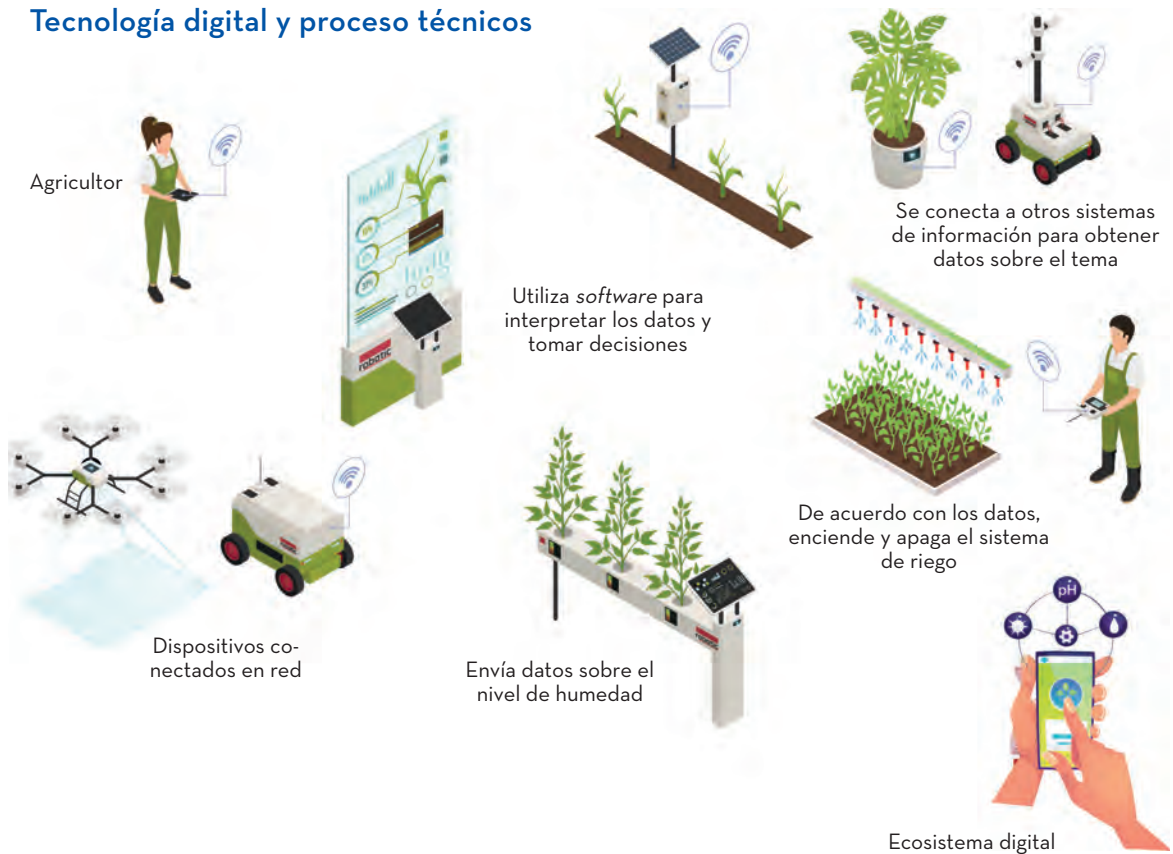 Tecnología digital y proceso técnicos
Agricultor
Se conecta a otros sistemas
de información para obtener
datos sobre el tema
Utiliza software para
interpretar los datos y
tomar decisiones
robotic
De acuerdo con los datos,
enciende y apaga el sistema
de riego
Dispositivos co-
nectados en red
Envía datos sobre el
nivel de humedad
pH
Ecosistema digital